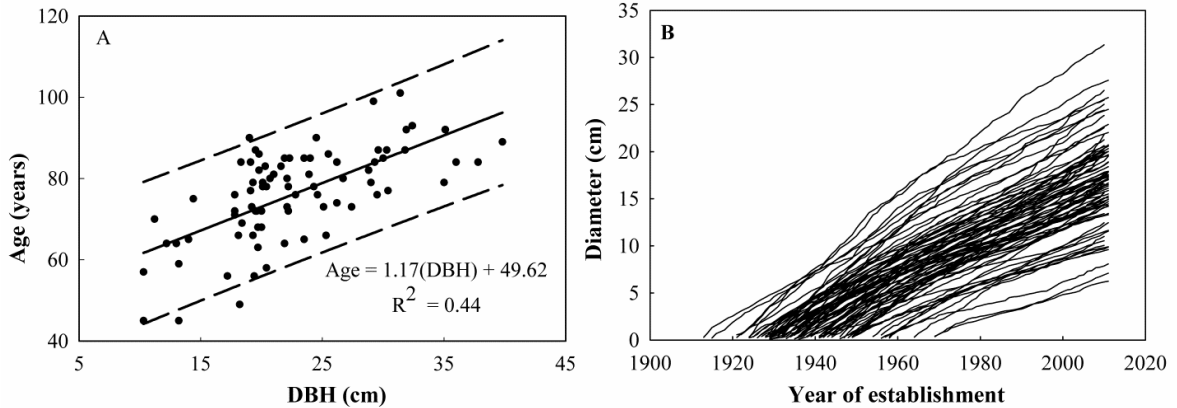 A
Age (years)
120
100
80
60
40
Age = 1.17(DBH) + 49.62
R2 = 0.44
5 15 25 35 45
DBH (cm)
B
Diameter (cm)
35
30
25
20
15
10
5
0
1900 1920 1940 1960 1980 2000 2020
Year of establishment